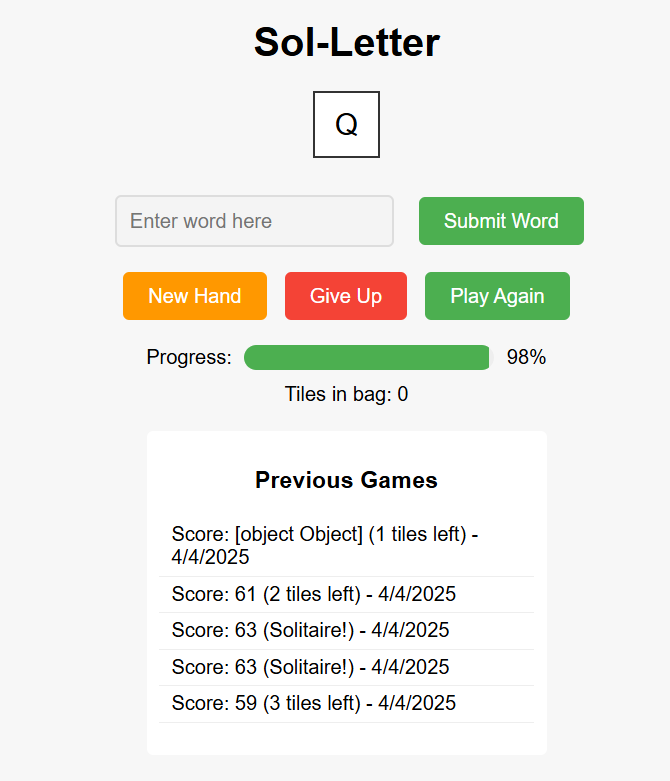 Sol-Letter
Q
Enter word here
Submit Word
New Hand
Give Up
Play Again
Progress: 98%
Tiles in bag: 0
Previous Games
Score: [object Object] (1 tiles left) -
4/4/2025
Score: 61 (2 tiles left) - 4/4/2025
Score: 63 (Solitaire!) - 4/4/2025
Score: 63 (Solitaire!) - 4/4/2025
Score: 59 (3 tiles left) - 4/4/2025